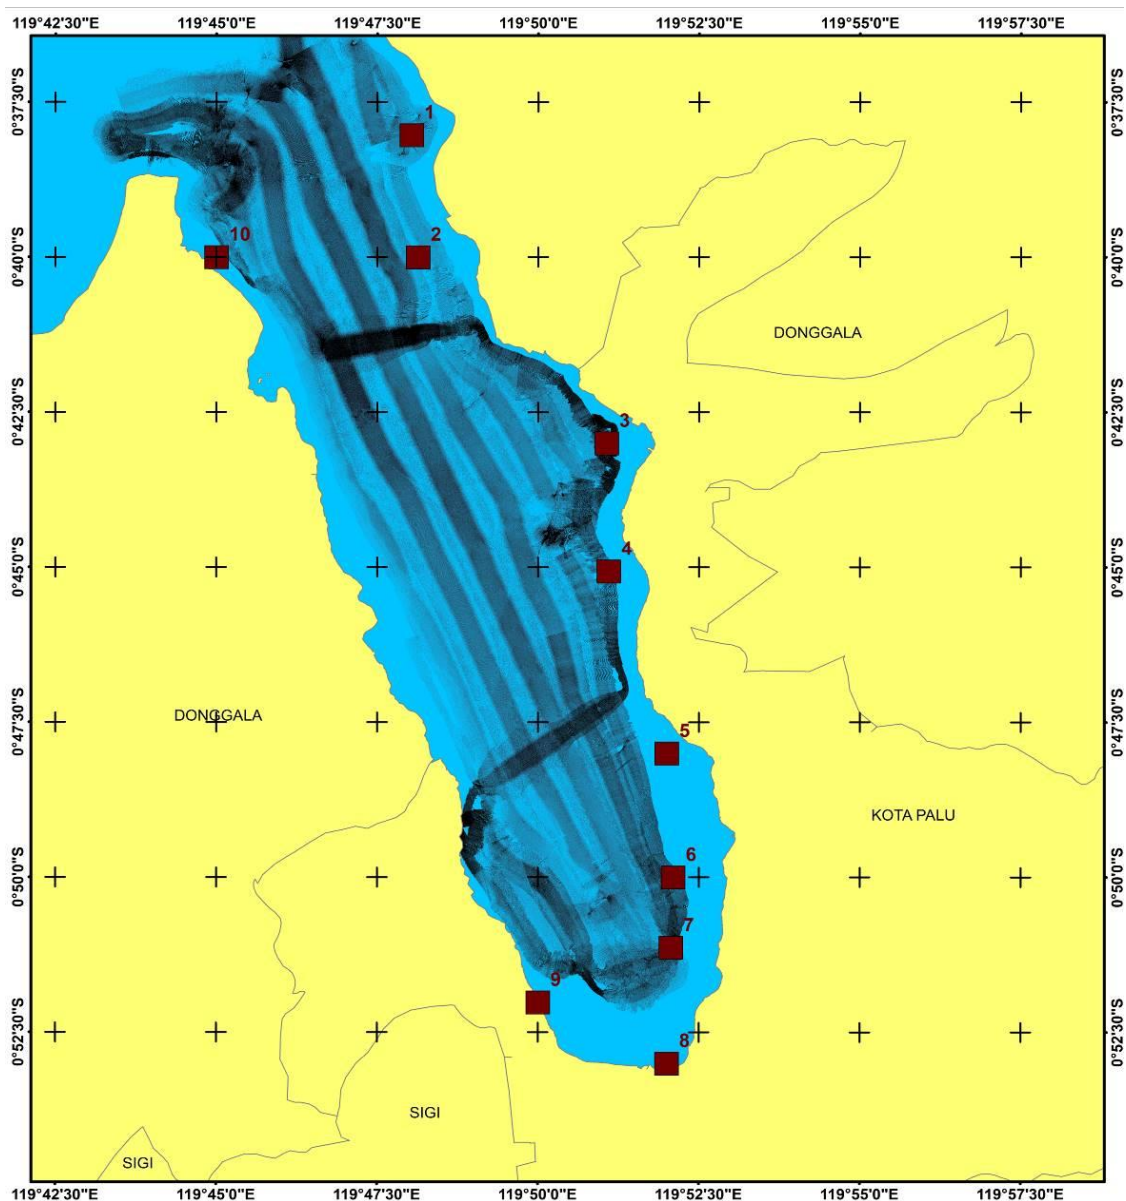 119°42'30"E 119°45'0"E 119°47'30"E 119°50'0"E 119°52'30"E 119°55'0"E 119°57'30"E
0°37'30"S 0°37'30"S
1
10
2
0°40'0"S 0°40'0"S
DONGGALA
0°42'30"S 0°42'30"S
3
4
0°45'0"S 0°45'0"S
DONGGALA
0°47'30"S 0°47'30"S
5
KOTA PALU
6
0°50'0"S 0°50'0"S
7
9
0°52'30"S 0°52'30"S
8
SIGI
SIGI
119°42'30"E 119°45'0"E 119°47'30"E 119°50'0"E 119°52'30"E 119°55'0"E 119°57'30"E